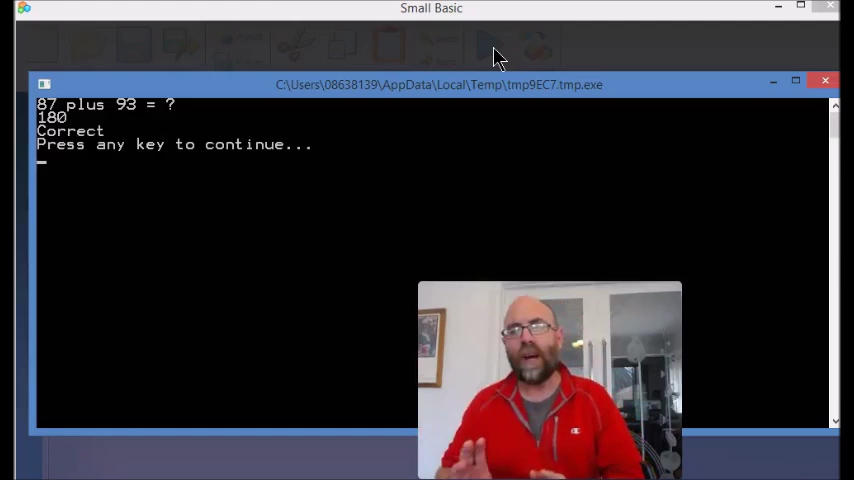 Small Basic
C:\Users\08638139\AppData\Local\Temp\tmp9EC7.tmp.exe
87 plus 93 = ?
180
Correct
Press any key to continue...